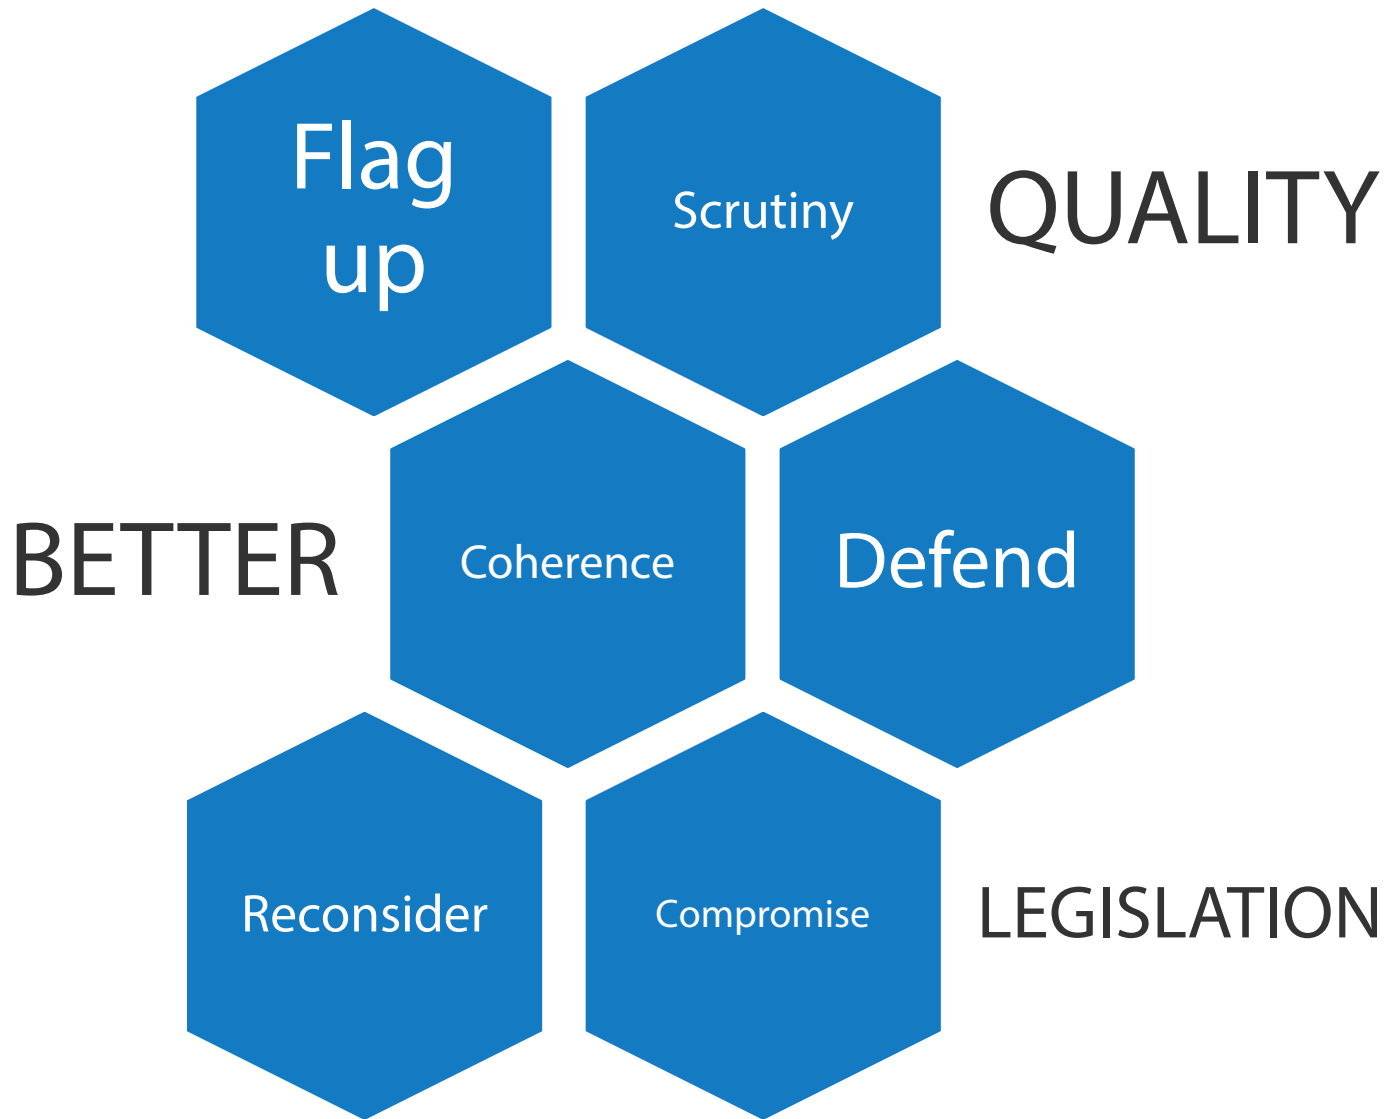 Flag
up
Scrutiny
QUALITY
BETTER
Coherence
Defend
Reconsider
Compromise
LEGISLATION